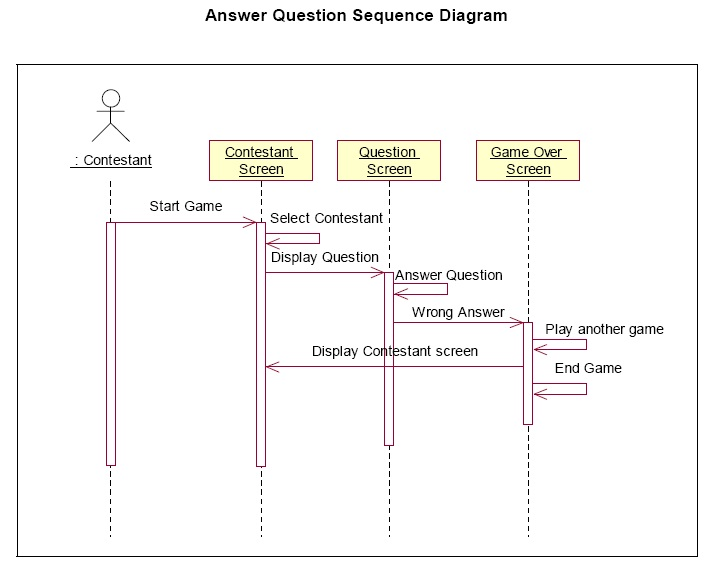 Answer Question Sequence Diagram
: Contestant
Contestant
Screen
Question
Screen
Game Over
Screen
Start Game
Select Contestant
Display Question
Answer Question
Wrong Answer
Play another game
Display Contestant screen
End Game